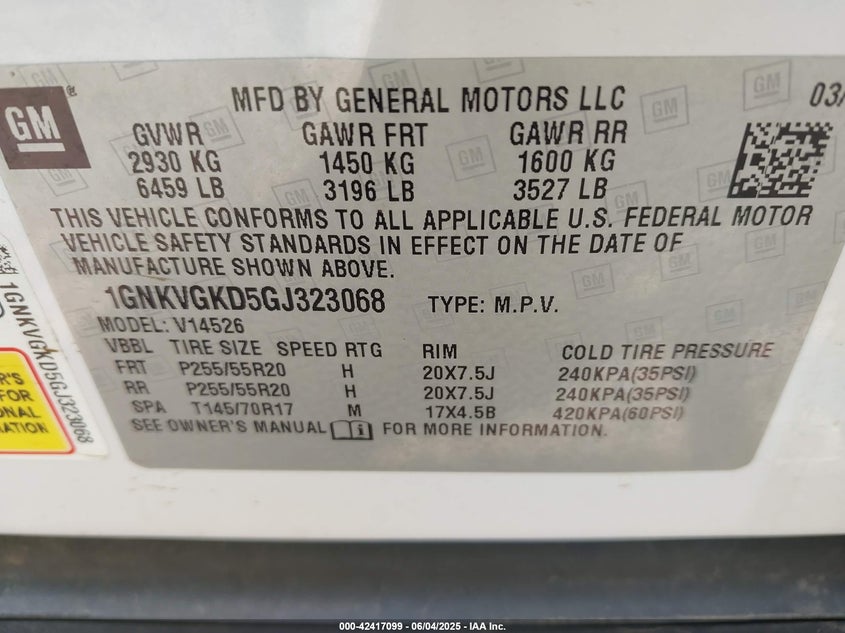 GM
MFD BY GENERAL MOTORS LLC
03/
GVWR GAWR FRT GAWR RR
2930 KG 1450 KG 1600 KG
6459 LB 3196 LB 3527 LB
THIS VEHICLE CONFORMS TO ALL APPLICABLE U.S. FEDERAL MOTOR
VEHICLE SAFETY STANDARDS IN EFFECT ON THE DATE OF
MANUFACTURE SHOWN ABOVE.
1GNKVGKD5GJ323068 TYPE: M.P.V.
MODEL: V14526
VBBL TIRE SIZE SPEED RTG RIM COLD TIRE PRESSURE
FRT P255/55R20 H 20X7.5J 240KPA(35PSI)
RR P255/55R20 H 20X7.5J 240KPA(35PSI)
SPA T145/70R17 M 17X4.5B 420KPA(60PSI)
SEE OWNER'S MANUAL FOR MORE INFORMATION.
1GNKVGKD5GJ323068
R'S
FOR
ONAL
MATION
000-42417099 - 06/04/2025 - IAA Inc.